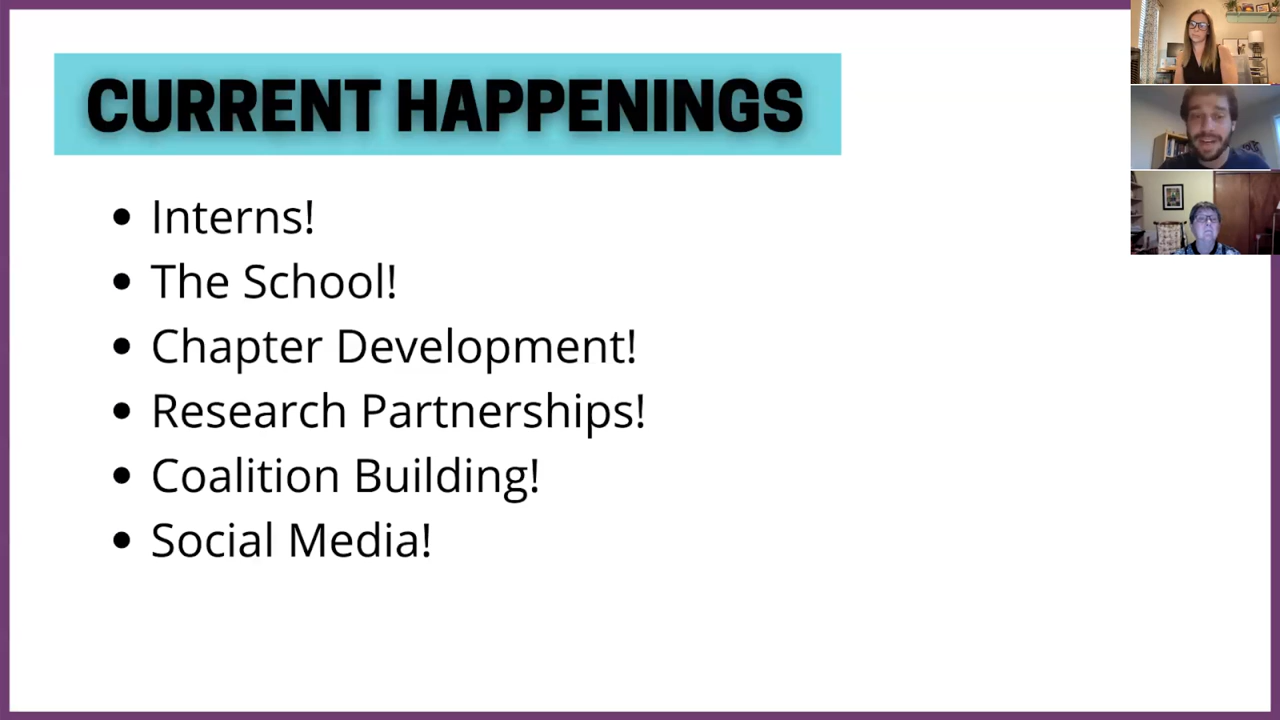 CURRENT HAPPENINGS
• Interns!
• The School!
• Chapter Development!
• Research Partnerships!
• Coalition Building!
• Social Media!